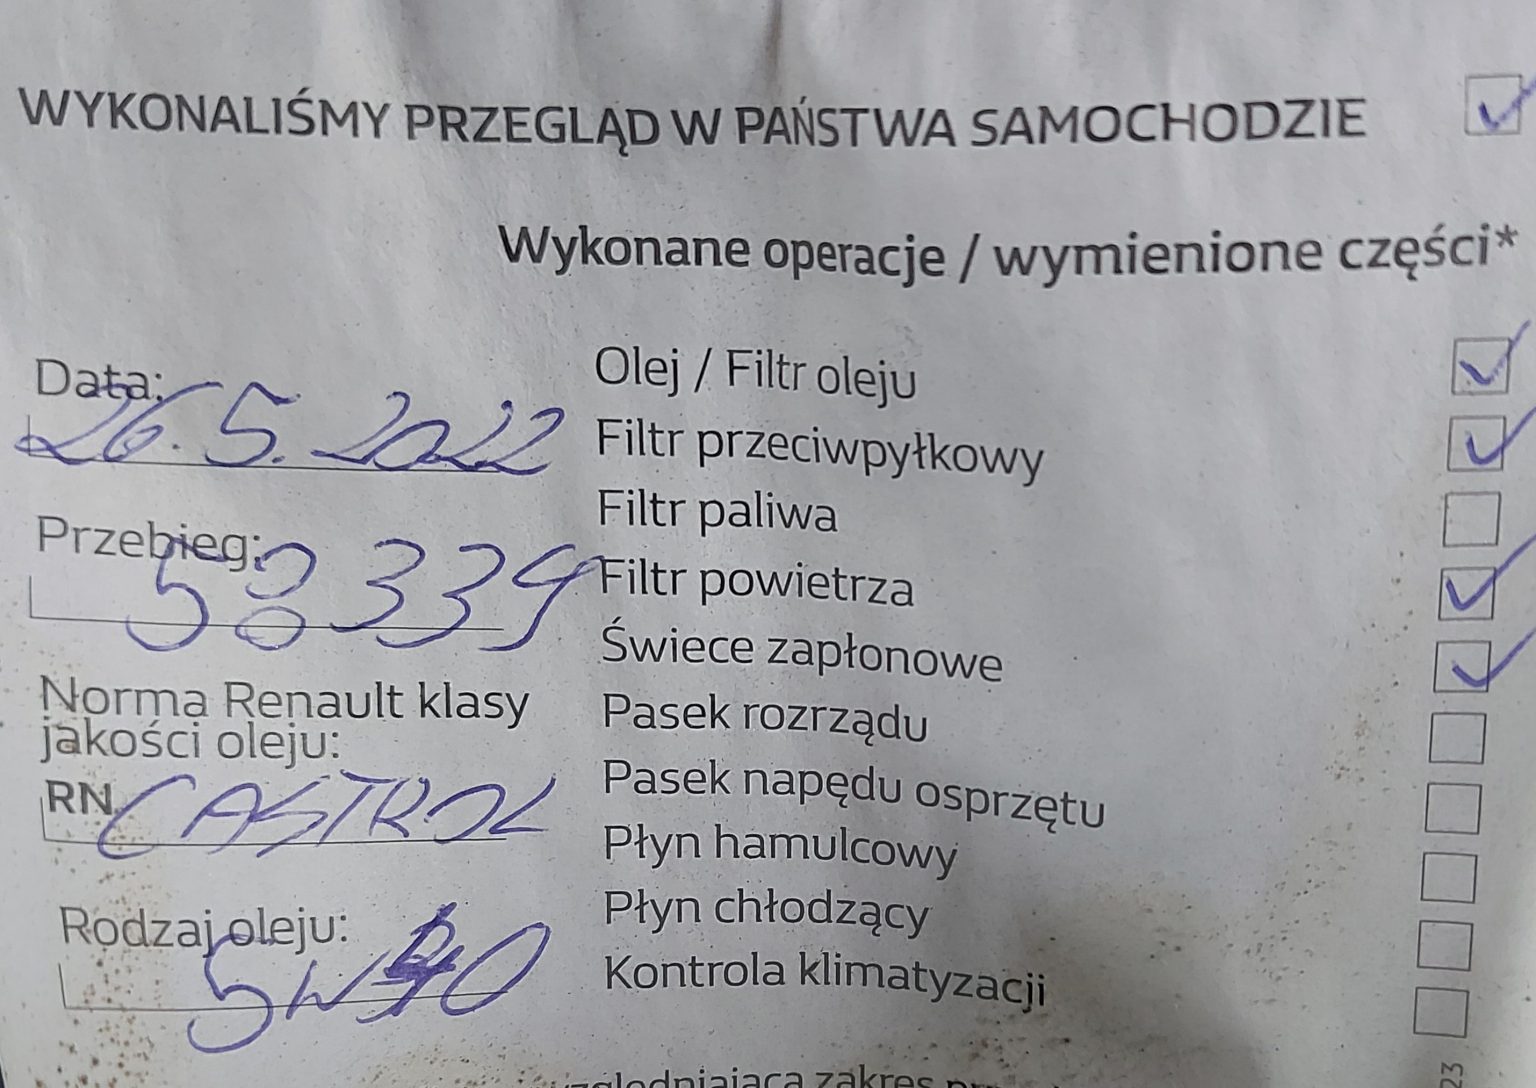 WYKONALIŚMY PRZEGLĄD W PAŃSTWA SAMOCHODZIE
Wykonane operacje / wymienione części*
Data:
26.5.2022
Przebieg:
58339
Norma Renault klasy
jakości oleju:
RN CASTROL
Rodzaj oleju:
5W40
Olej / Filtr oleju
Filtr przeciwpyłkowy
Filtr paliwa
Filtr powietrza
Świece zapłonowe
Pasek rozrządu
Pasek napędu osprzętu
Płyn hamulcowy
Płyn chłodzący
Kontrola klimatyzacji
zakres